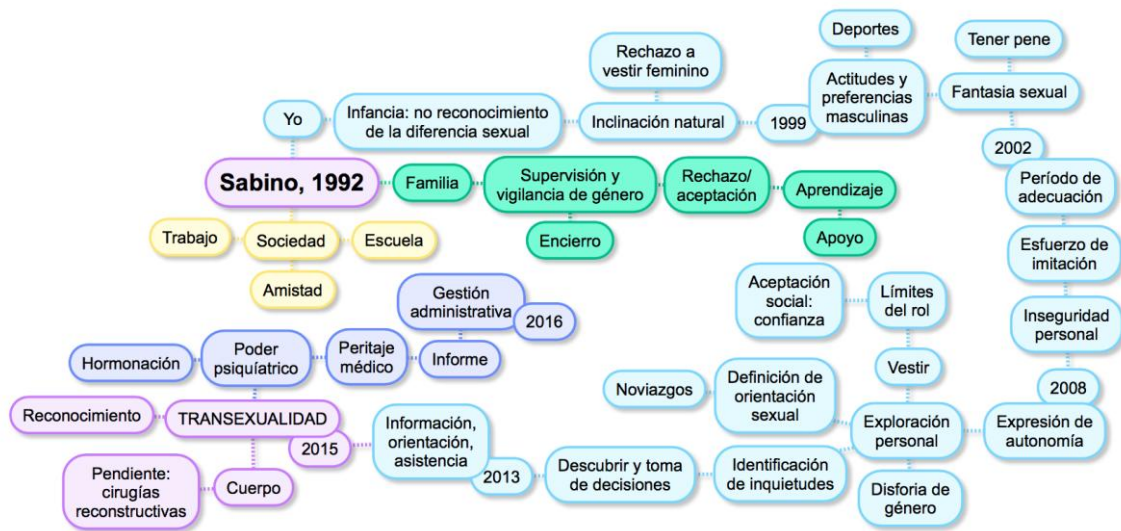 Deportes
Tener pene
Rechazo a
vestir feminino
Actitudes y
preferencias
masculinas
Fantasia sexual
Yo
Infancia: no reconocimiento
de la diferencia sexual
Inclinación natural
1999
2002
Sabino, 1992
Familia
Supervisión y
vigilancia de género
Rechazo/
aceptación
Aprendizaje
Período de
adecuación
Trabajo
Sociedad
Escuela
Encierro
Apoyo
Esfuerzo de
imitación
Amistad
Gestión
administrativa
2016
Aceptación
social:
confianza
Límites
del rol
Inseguridad
personal
Hormonación
Poder
psiquíatrico
Peritaje
médico
Informe
Vestir
2008
Noviazgos
Definición de
orientación
sexual
Reconocimiento
TRANSEXUALIDAD
2015
Información,
orientación,
asistencia
Exploración
personal
Expresión de
autonomía
Pendiente:
cirugías
reconstructivas
Cuerpo
2013
Descubrir y toma
de decisiones
Identificación
de inquietudes
Disforia de
género